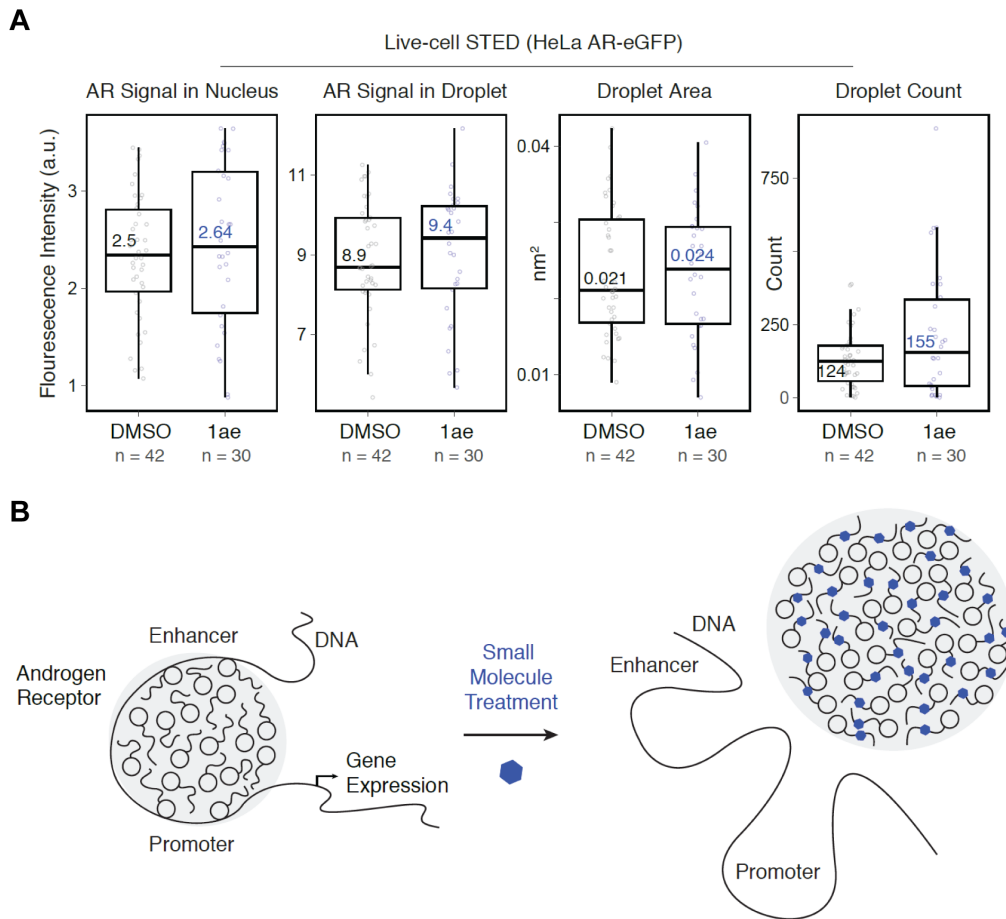 A
Live-cell STED (HeLa AR-eGFP)
AR Signal in Nucleus
AR Signal in Droplet
Droplet Area
Droplet Count
Flouresecence Intensity (a.u.)
3
2
1
2.5
2.64
DMSO
1ae
n = 42
n = 30
11
9
7
8.9
9.4
DMSO
1ae
n = 42
n = 30
nm²
0.04
0.01
0.021
0.024
DMSO
1ae
n = 42
n = 30
Count
750
250
0
124
155
DMSO
1ae
n = 42
n = 30
B
Androgen
Receptor
Enhancer
DNA
Gene
Expression
Promoter
Small
Molecule
Treatment
DNA
Enhancer
Promoter